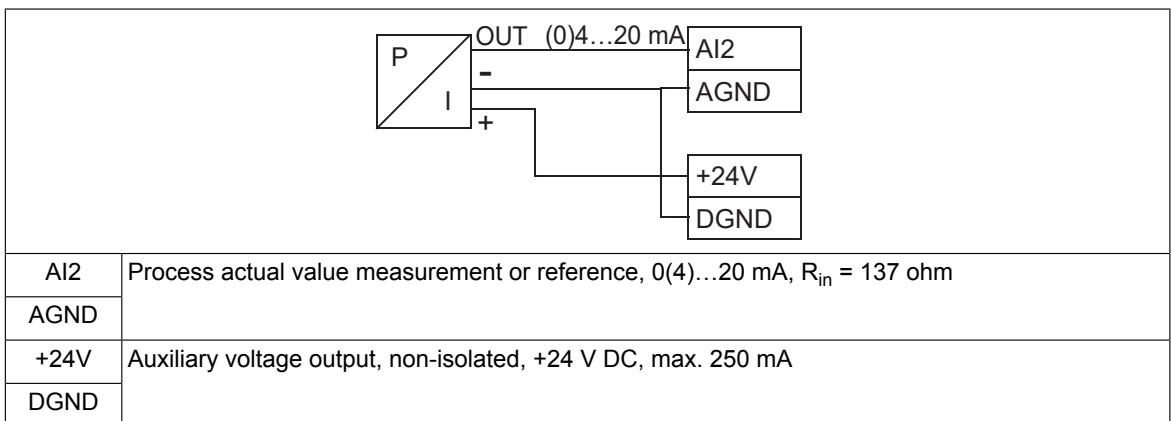 P
I
OUT (0)4…20 mA
-
+
AI2
AGND
+24V
DGND
AI2 Process actual value measurement or reference, 0(4)…20 mA, Rin = 137 ohm
AGND
+24V Auxiliary voltage output, non-isolated, +24 V DC, max. 250 mA
DGND